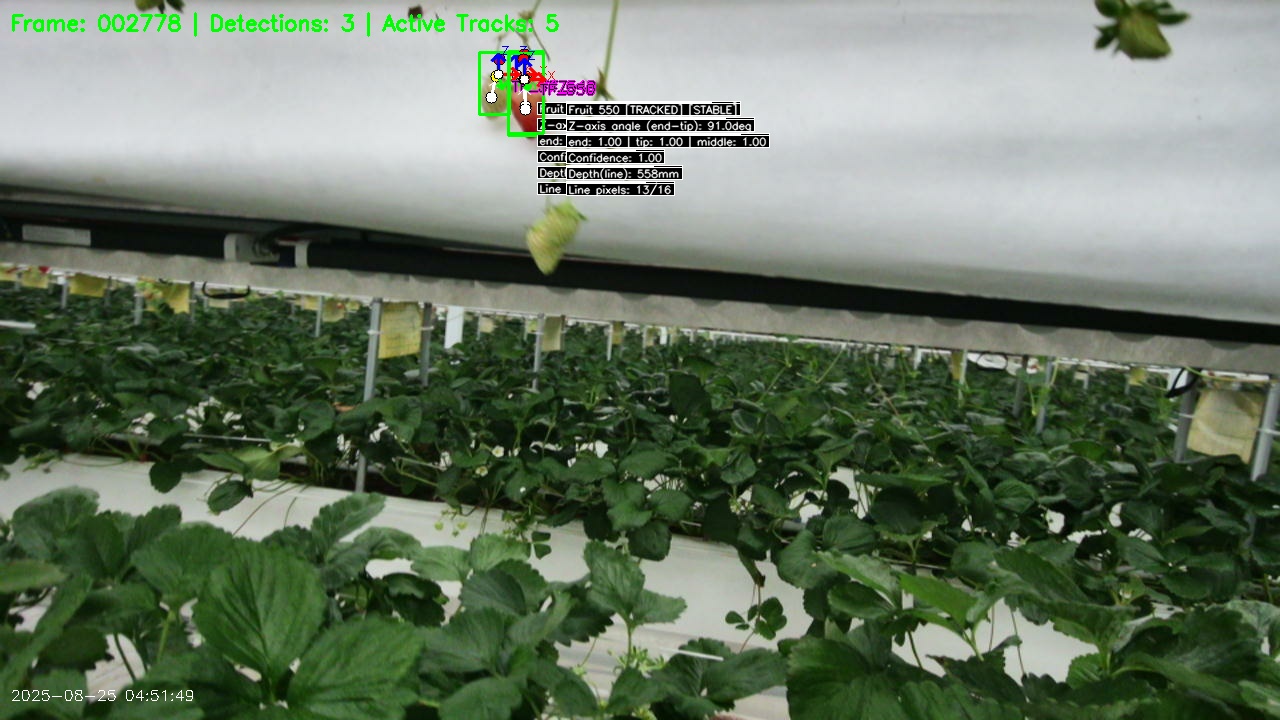 Frame: 002778 | Detections: 3 | Active Tracks: 5
Fruit 550 [TRACKED] [STABLE]
Z-axis angle (end-tip): 91.0deg
end: 1.00 | tip: 1.00 | middle: 1.00
Confidence: 1.00
Depth(line): 558mm
Line pixels: 13/16
2025-08-25 04:51:49